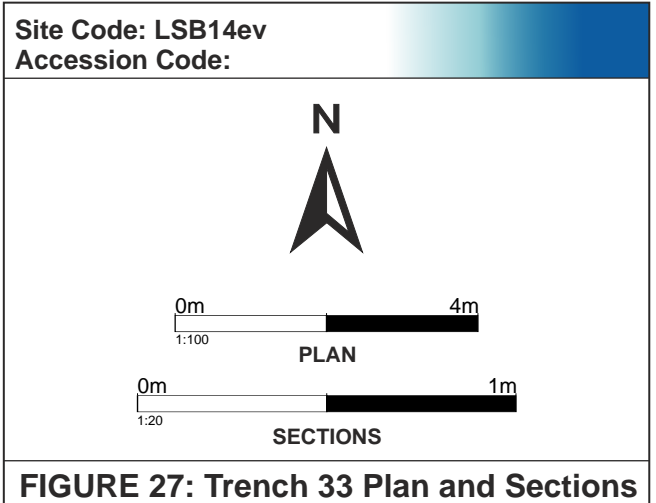 Site Code: LSB14ev
Accession Code:
N
0m 4m
1:100
PLAN
0m 1m
1:20
SECTIONS
FIGURE 27: Trench 33 Plan and Sections